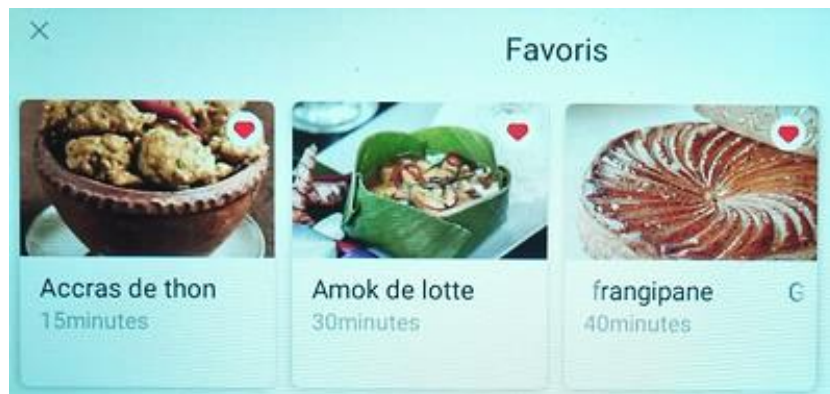 Favoris
Accras de thon
15minutes
Amok de lotte
30minutes
frangipane G
40minutes